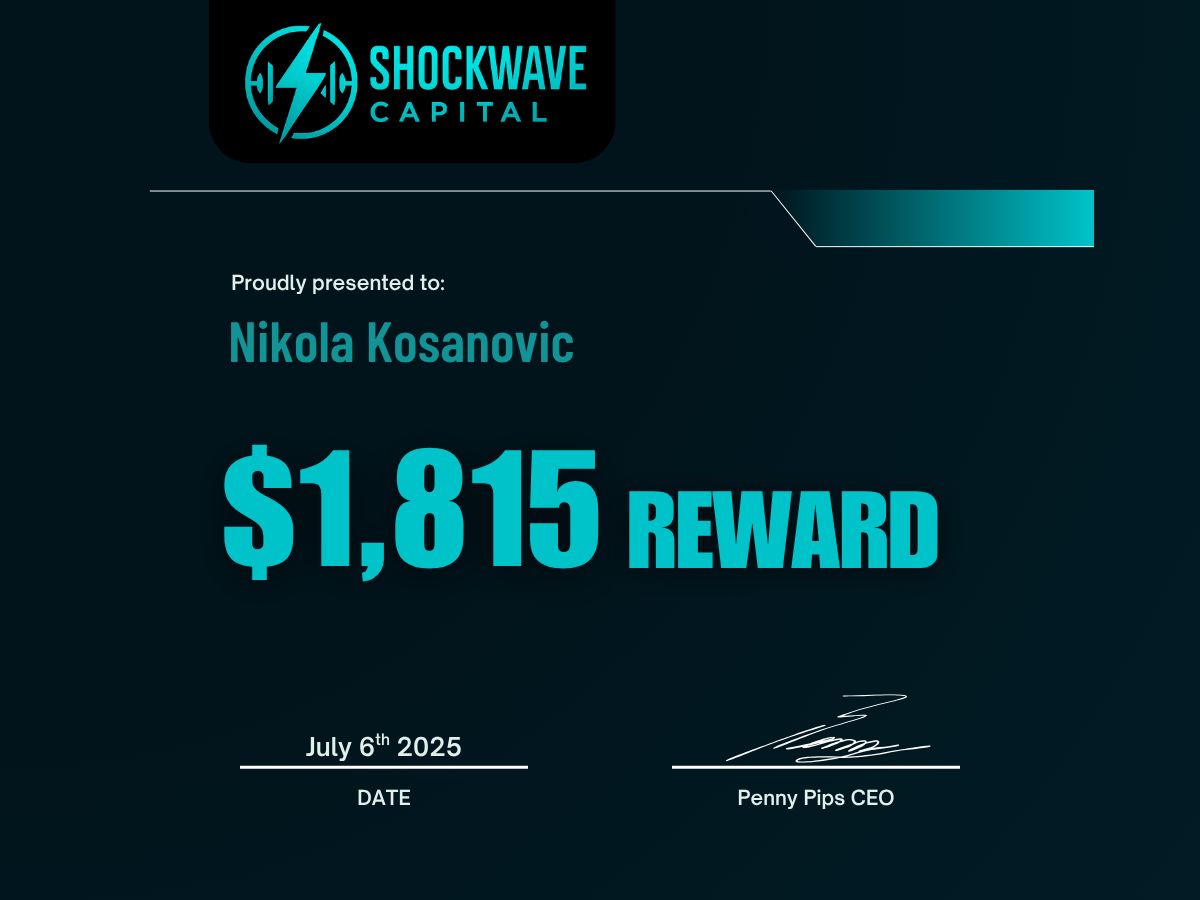 SHOCKWAVE
CAPITAL
Proudly presented to:
Nikola Kosanovic
$1,815 REWARD
July 6th 2025
DATE
Penny Pips CEO